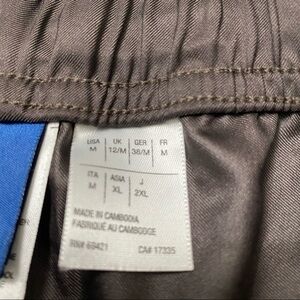 USA | UK | GER | FR
M | 12/M | 38/M | M
ITA | ASIA | J
M | XL | 2XL
MADE IN CAMBODIA
FABRIQUÉ AU CAMBODGE
RN# 69421 CA# 17335